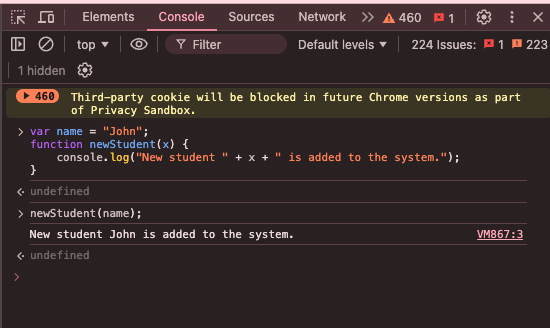 Elements Console Sources Network 460 1
top Filter Default levels 224 Issues: 1 223
1 hidden
460 Third-party cookie will be blocked in future Chrome versions as part
of Privacy Sandbox.
var name = "John";
function newStudent(x) {
console.log("New student " + x + " is added to the system.");
}
undefined
newStudent(name);
New student John is added to the system. VM867:3
undefined